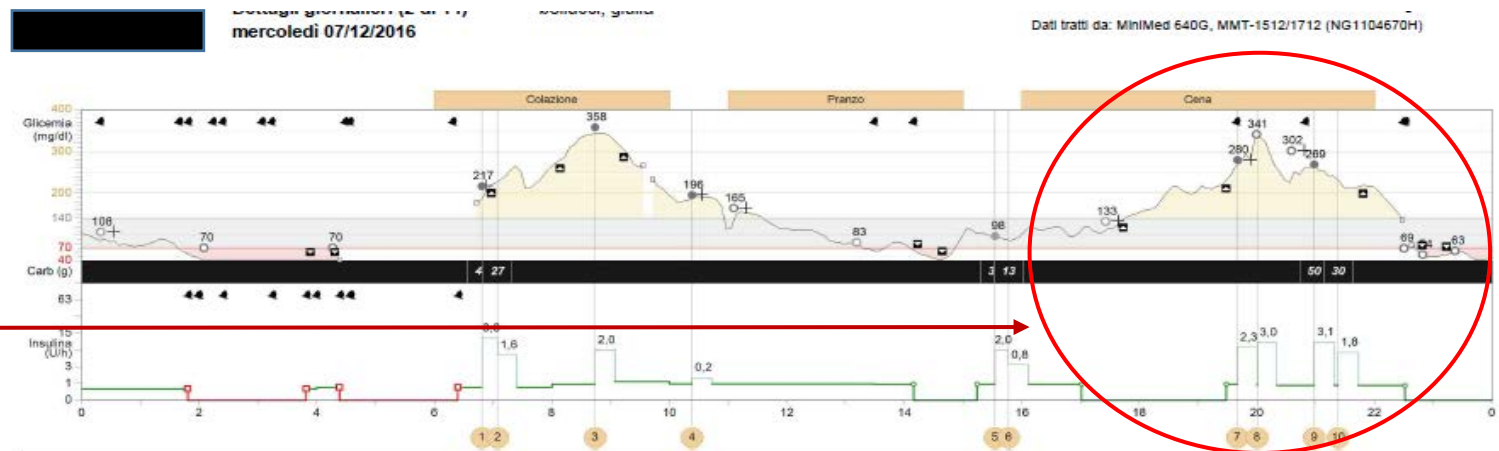 mercoledì 07/12/2016
Dati tratti da: MiniMed 640G, MMT-1512/1712 (NG1104670H)
Colazione Pranzo Cena
400
Glicemia
(mg/dl)
300
200
140
70
40
108 70 70 217 358 196 165 83 98 133 280 341 302 269 69 63
Carb (g) 4 27 3 13 50 30
63
15
Insulina
(U/h)
3
1
0
1,6 2,0 0,2 2,0 0,8 2,3 3,0 3,1 1,8
0 2 4 6 8 10 12 14 16 18 20 22 0
1 2 3 4 5 6 7 8 9 10